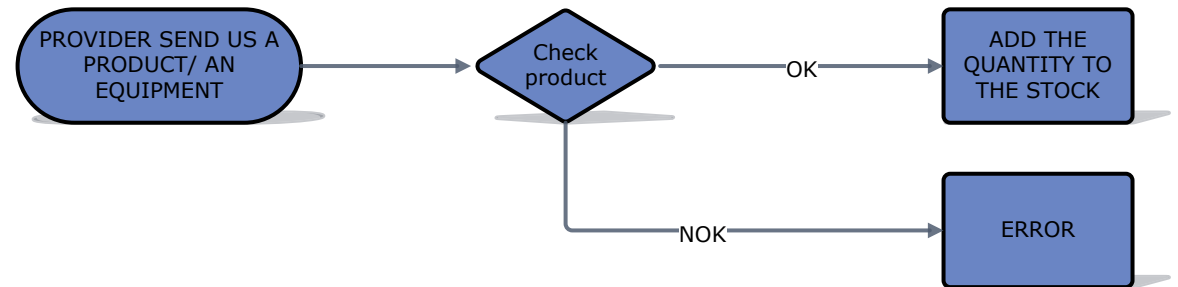 PROVIDER SEND US A
PRODUCT/ AN
EQUIPMENT
Check
product
OK
ADD THE
QUANTITY TO
THE STOCK
NOK
ERROR